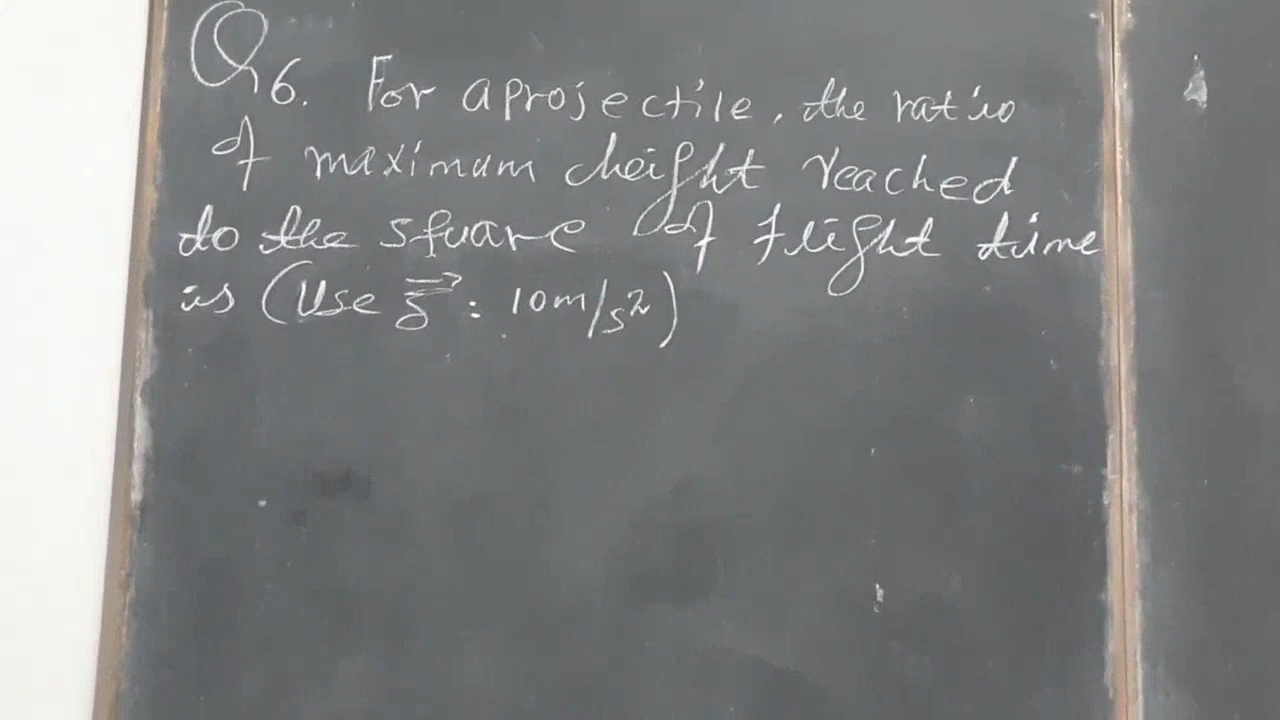 Q6. For a projectile, the ratio
of maximum height reached
to the square of flight time
is (Use g⃗ : 10m/s²)